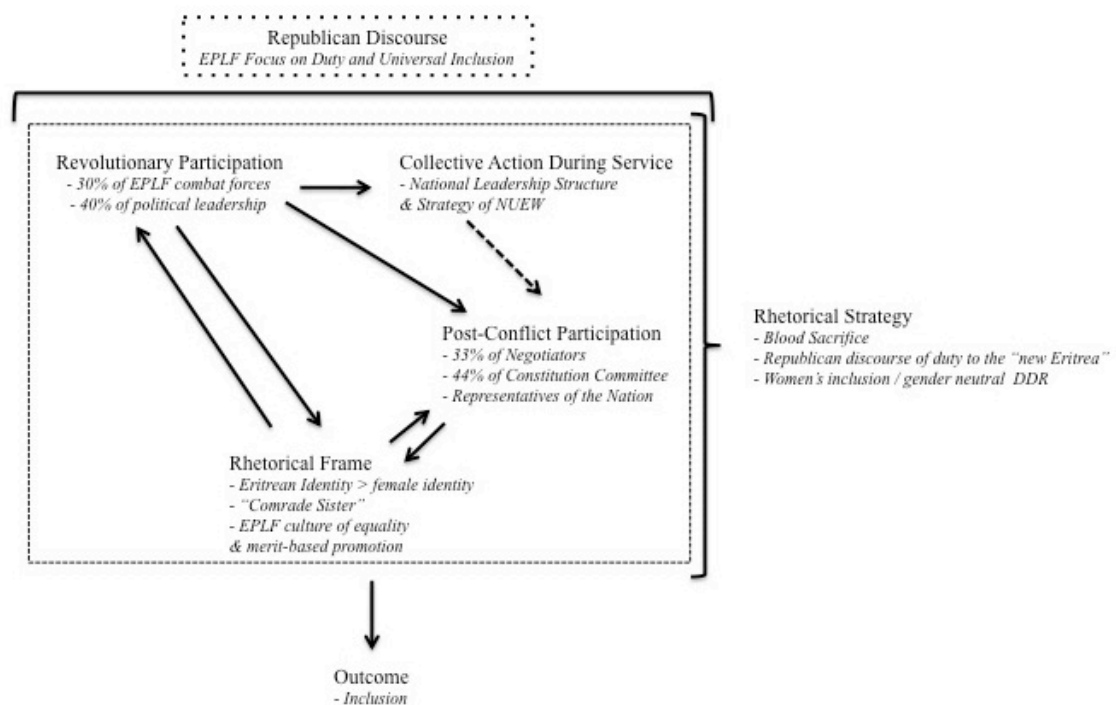 Republican Discourse
EPLF Focus on Duty and Universal Inclusion
Revolutionary Participation
- 30% of EPLF combat forces
- 40% of political leadership
Collective Action During Service
- National Leadership Structure
& Strategy of NUEW
Post-Conflict Participation
- 33% of Negotiators
- 44% of Constitution Committee
- Representatives of the Nation
Rhetorical Frame
- Eritrean Identity > female identity
- “Comrade Sister”
- EPLF culture of equality
& merit-based promotion
Rhetorical Strategy
- Blood Sacrifice
- Republican discourse of duty to the “new Eritrea”
- Women’s inclusion / gender neutral DDR
Outcome
- Inclusion